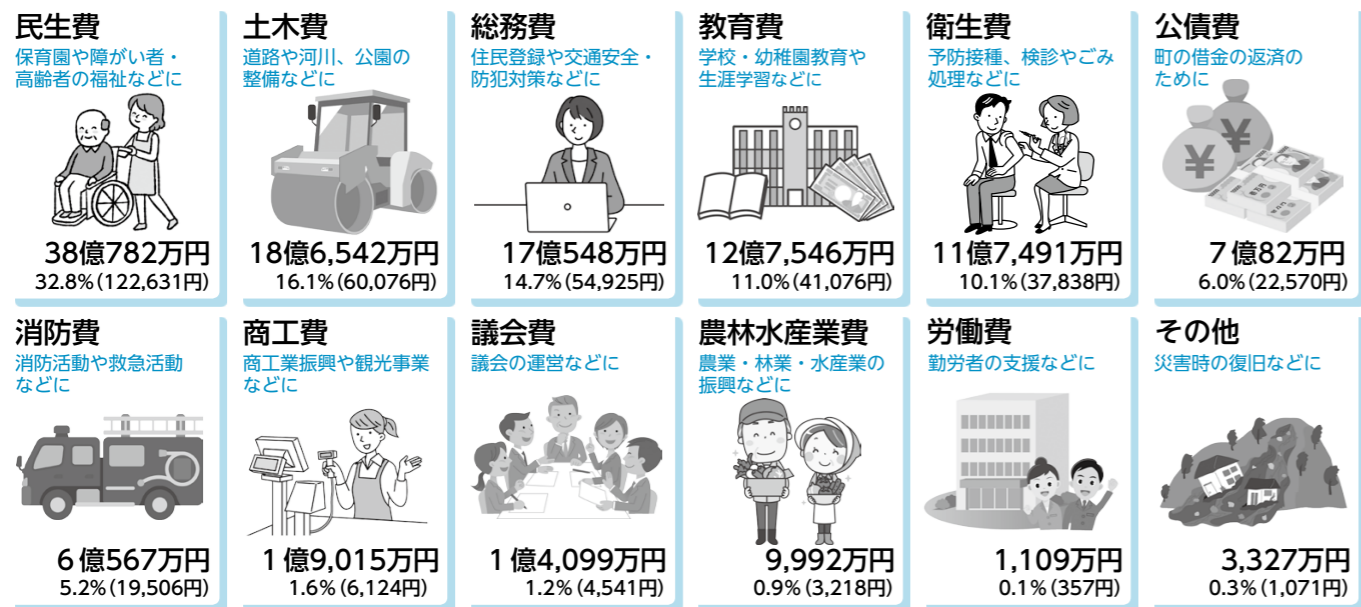 民生費
保育園や障がい者・
高齢者の福祉などに
38億782万円
32.8%(122,631円)
土木費
道路や河川、公園の
整備などに
18億6,542万円
16.1%(60,076円)
総務費
住民登録や交通安全・
防犯対策などに
17億548万円
14.7%(54,925円)
教育費
学校・幼稚園教育や
生涯学習などに
12億7,546万円
11.0%(41,076円)
衛生費
予防接種、検診やごみ
処理などに
¥
¥
11億7,491万円
10.1%(37,838円)
公債費
町の借金の返済の
ために
7億82万円
6.0%(22,570円)
消防費
消防活動や救急活動
などに
6億567万円
5.2%(19,506円)
商工費
商工業振興や観光事業
などに
1億9,015万円
1.6%(6,124円)
議会費
議会の運営などに
1億4,099万円
1.2%(4,541円)
農林水産業費
農業・林業・水産業の
振興などに
9,992万円
0.9%(3,218円)
労働費
勤労者の支援などに
1,109万円
0.1%(357円)
その他
災害時の復旧などに
3,327万円
0.3%(1,071円)